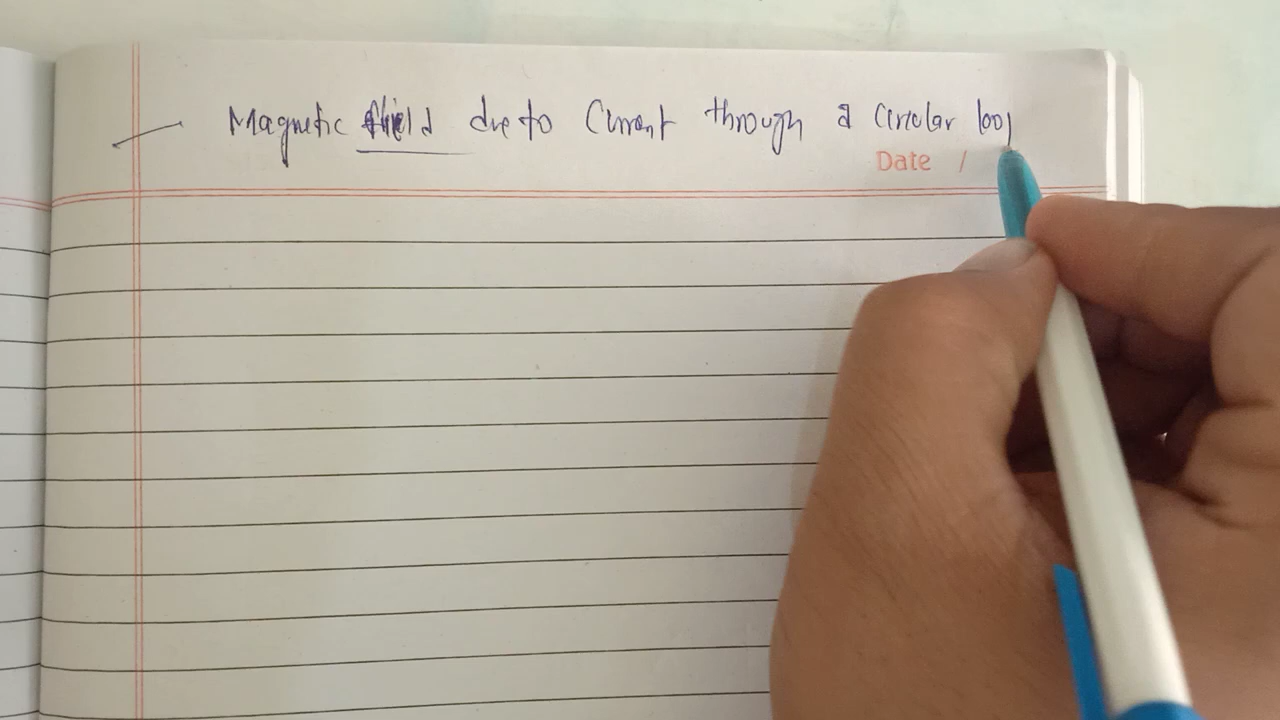 Magnetic field due to Current through a Circular loo
Date /